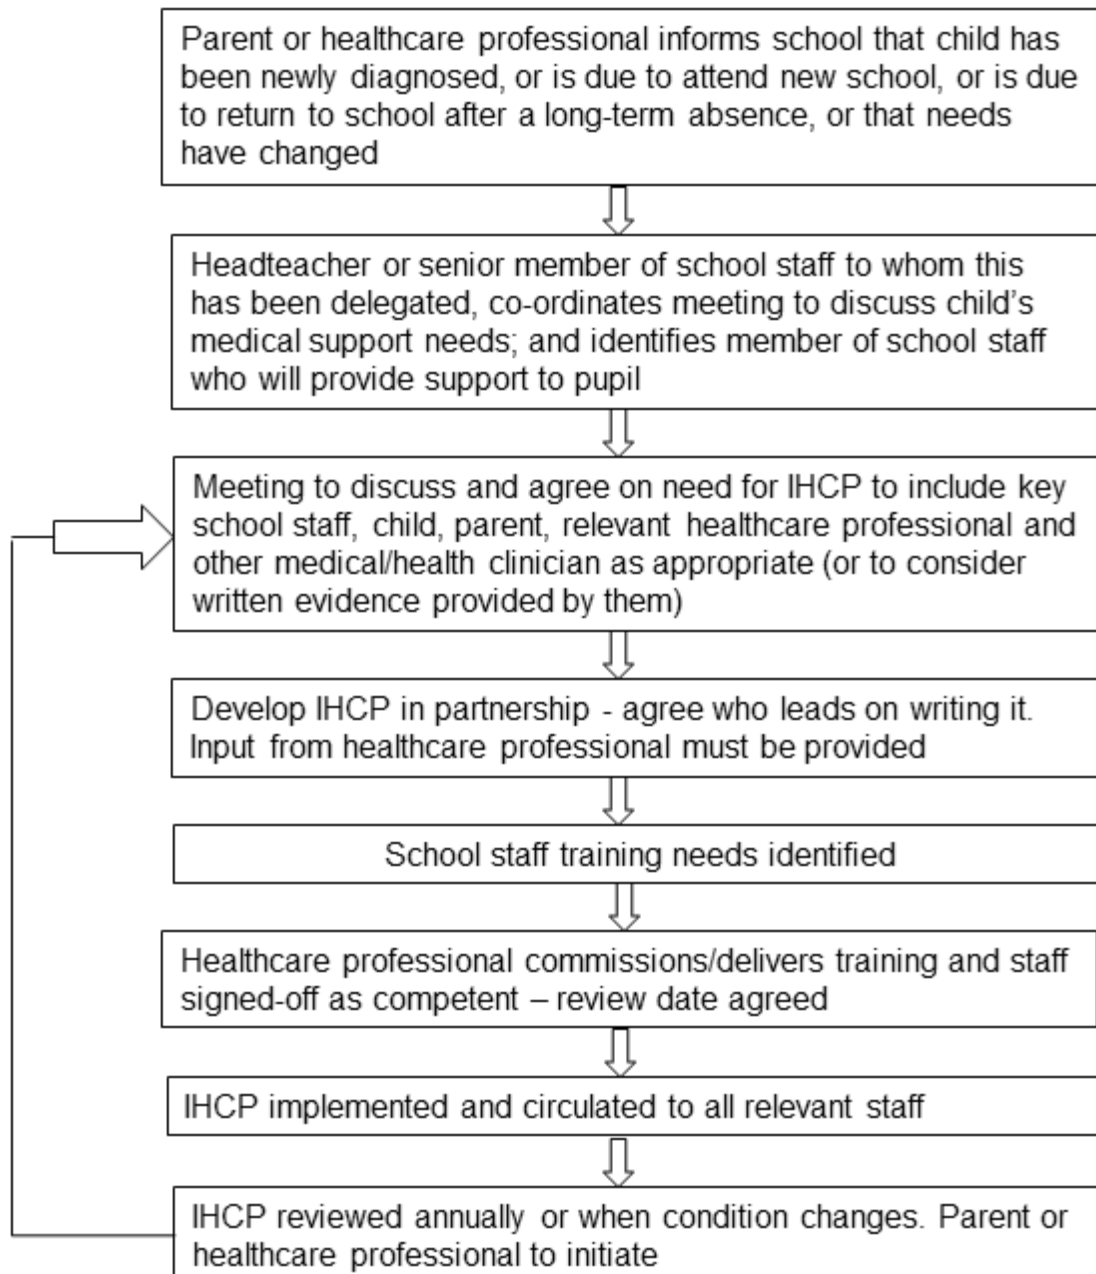 Parent or healthcare professional informs school that child has
been newly diagnosed, or is due to attend new school, or is due
to return to school after a long-term absence, or that needs
have changed
Headteacher or senior member of school staff to whom this
has been delegated, co-ordinates meeting to discuss child's
medical support needs; and identifies member of school staff
who will provide support to pupil
Meeting to discuss and agree on need for IHCP to include key
school staff, child, parent, relevant healthcare professional and
other medical/health clinician as appropriate (or to consider
written evidence provided by them)
Develop IHCP in partnership - agree who leads on writing it.
Input from healthcare professional must be provided
School staff training needs identified
Healthcare professional commissions/delivers training and staff
signed-off as competent – review date agreed
IHCP implemented and circulated to all relevant staff
IHCP reviewed annually or when condition changes. Parent or
healthcare professional to initiate